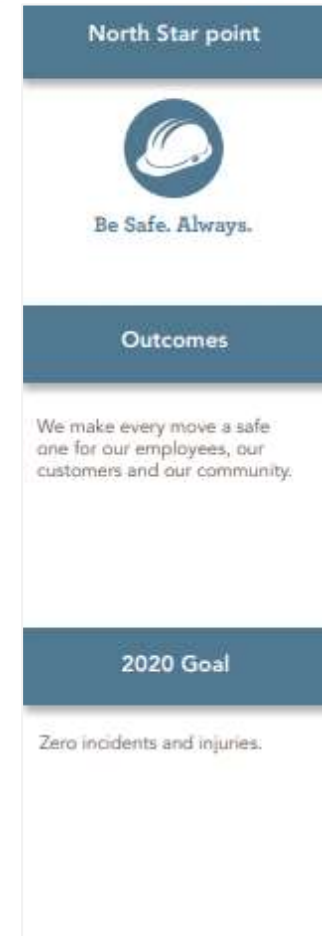 North Star point
Be Safe. Always.
Outcomes
We make every move a safe
one for our employees, our
customers and our community.
2020 Goal
Zero incidents and injuries.